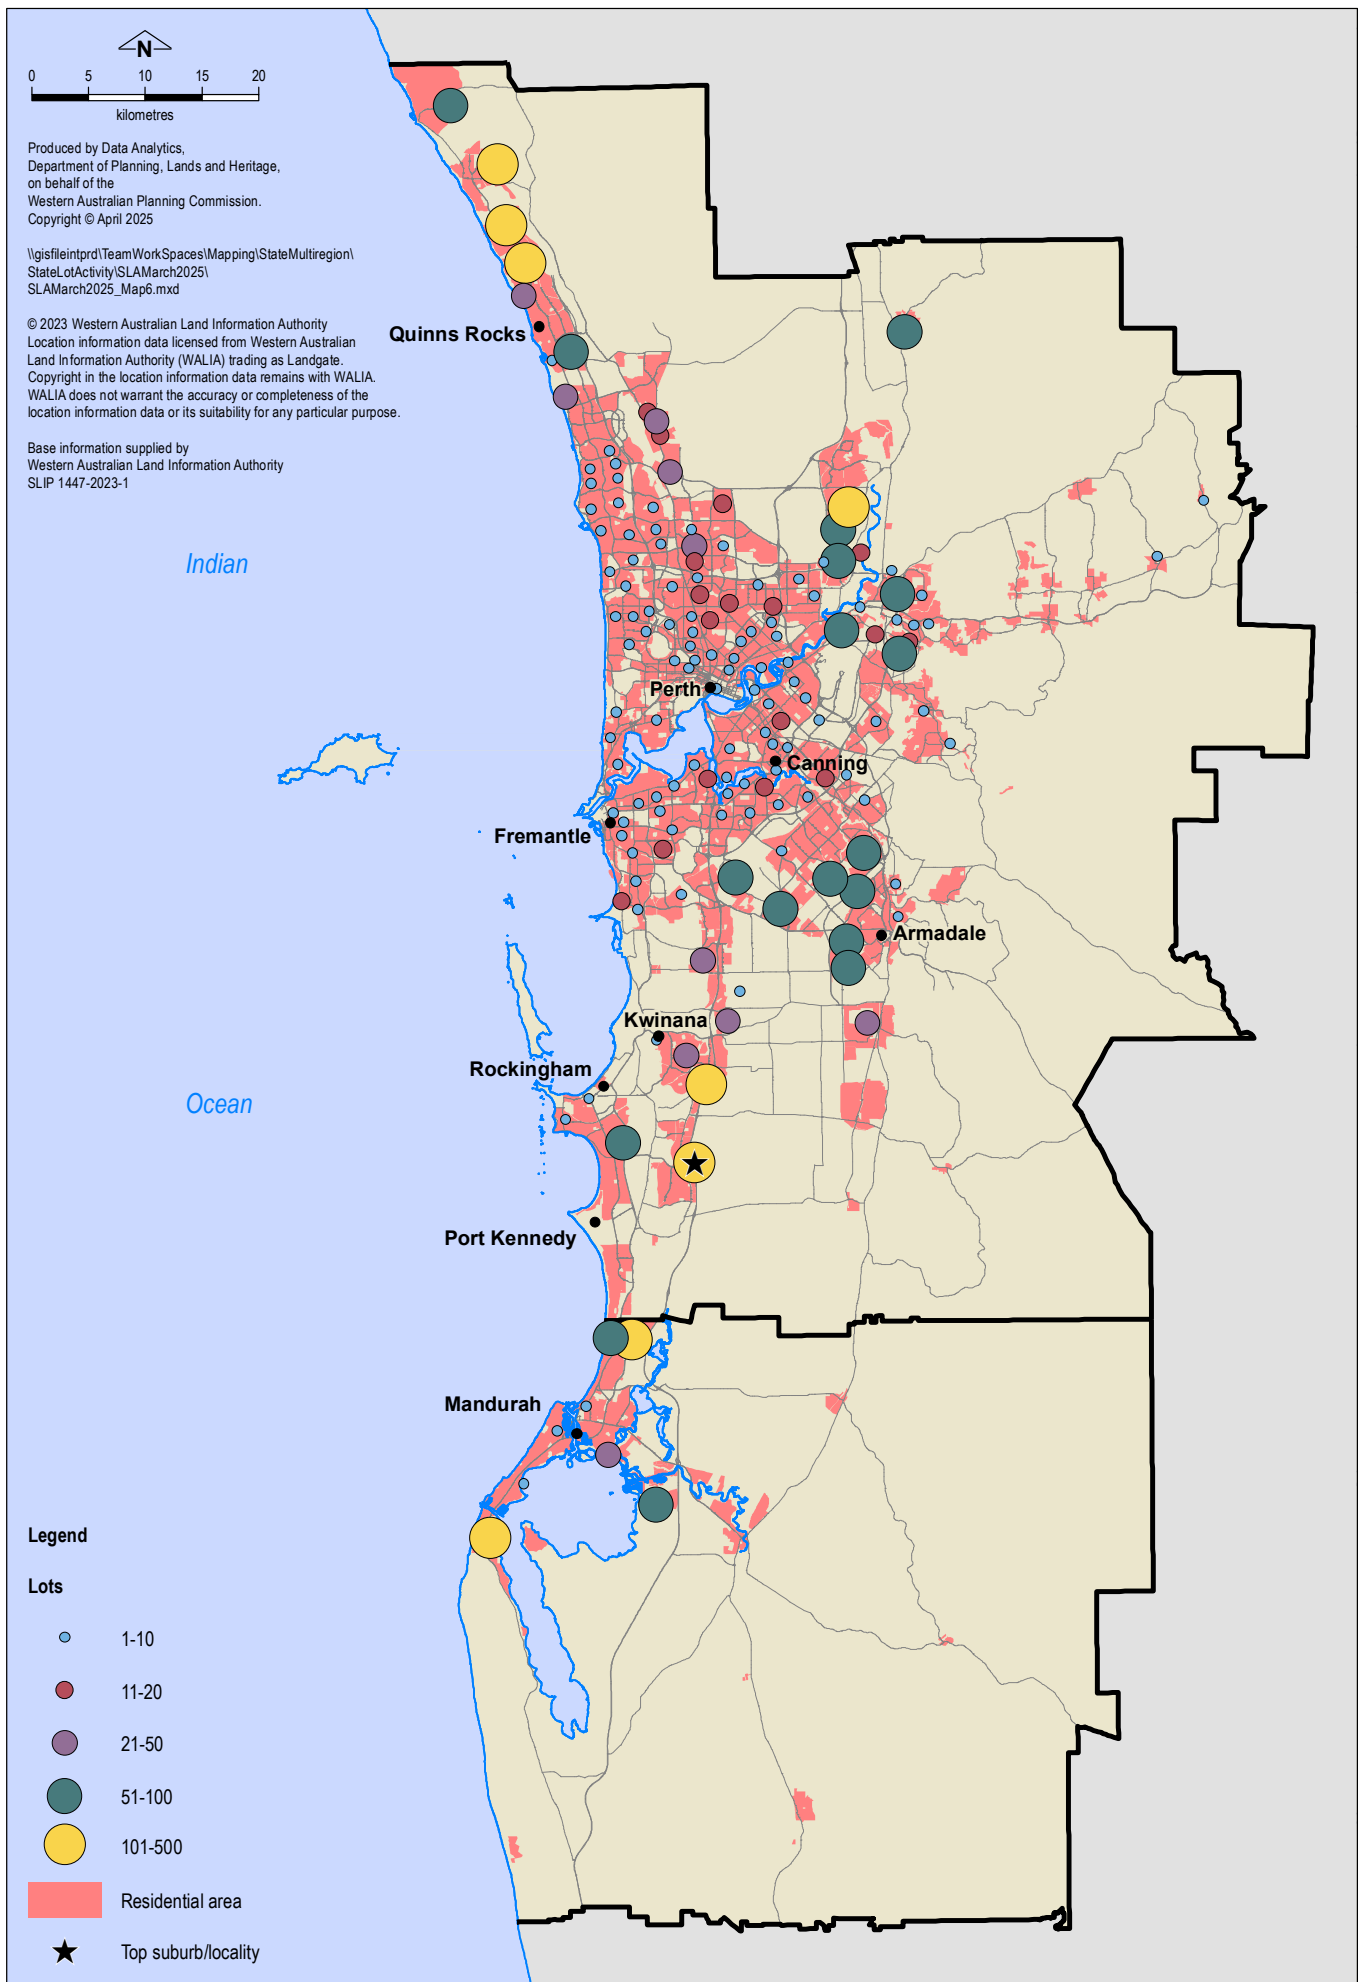 N
0 5 10 15 20
kilometres
Produced by Data Analytics,
Department of Planning, Lands and Heritage,
on behalf of the
Western Australian Planning Commission.
Copyright © April 2025
\\gisfileintprd\TeamWorkSpaces\Mapping\StateMultiregion\
StateLotActivity\SLAMarch2025\
SLAMarch2025_Map6.mxd
© 2023 Western Australian Land Information Authority
Location information data licensed from Western Australian
Land Information Authority (WALIA) trading as Landgate.
Copyright in the location information data remains with WALIA.
WALIA does not warrant the accuracy or completeness of the
location information data or its suitability for any particular purpose.
Base information supplied by
Western Australian Land Information Authority
SLIP 1447-2023-1
Quinns Rocks
Indian
Perth
Canning
Fremantle
Armadale
Kwinana
Rockingham
Ocean
Port Kennedy
Mandurah
Legend
Lots
1-10
11-20
21-50
51-100
101-500
Residential area
Top suburb/locality